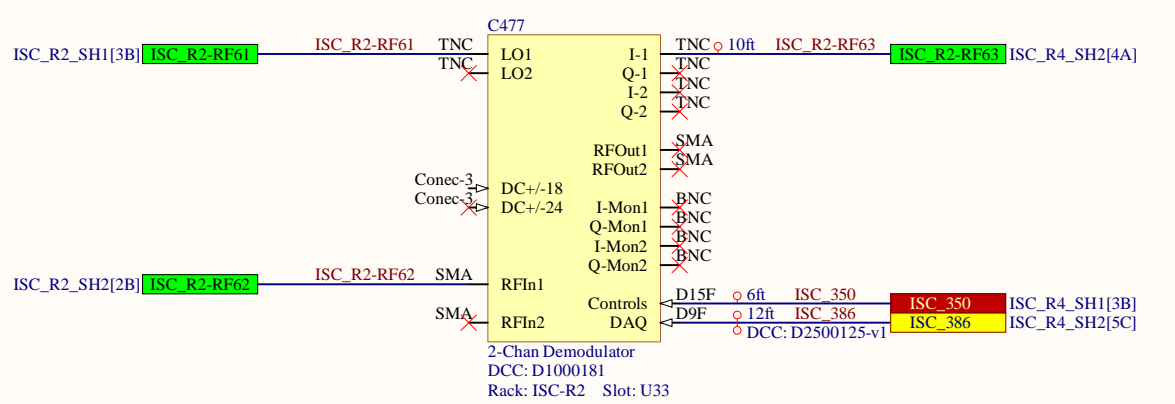 C477
ISC_R2_SH1[3B] ISC_R2-RF61 ISC_R2-RF61 TNC LO1 I-1 TNC 10ft ISC_R2-RF63 ISC_R2-RF63 ISC_R4_SH2[4A]
TNC LO2 Q-1 TNC
I-2 TNC
Q-2 TNC
RFOut1 SMA
RFOut2 SMA
Conec-3 DC+/-18
Conec-3 DC+/-24 I-Mon1 BNC
Q-Mon1 BNC
I-Mon2 BNC
Q-Mon2 BNC
ISC_R2_SH2[2B] ISC_R2-RF62 ISC_R2-RF62 SMA RFIn1
Controls D15F 6ft ISC_350 ISC_350 ISC_R4_SH1[3B]
SMA RFIn2 DAQ D9F 12ft ISC_386 ISC_386 ISC_R4_SH2[5C]
DCC: D2500125-v1
2-Chan Demodulator
DCC: D1000181
Rack: ISC-R2 Slot: U33